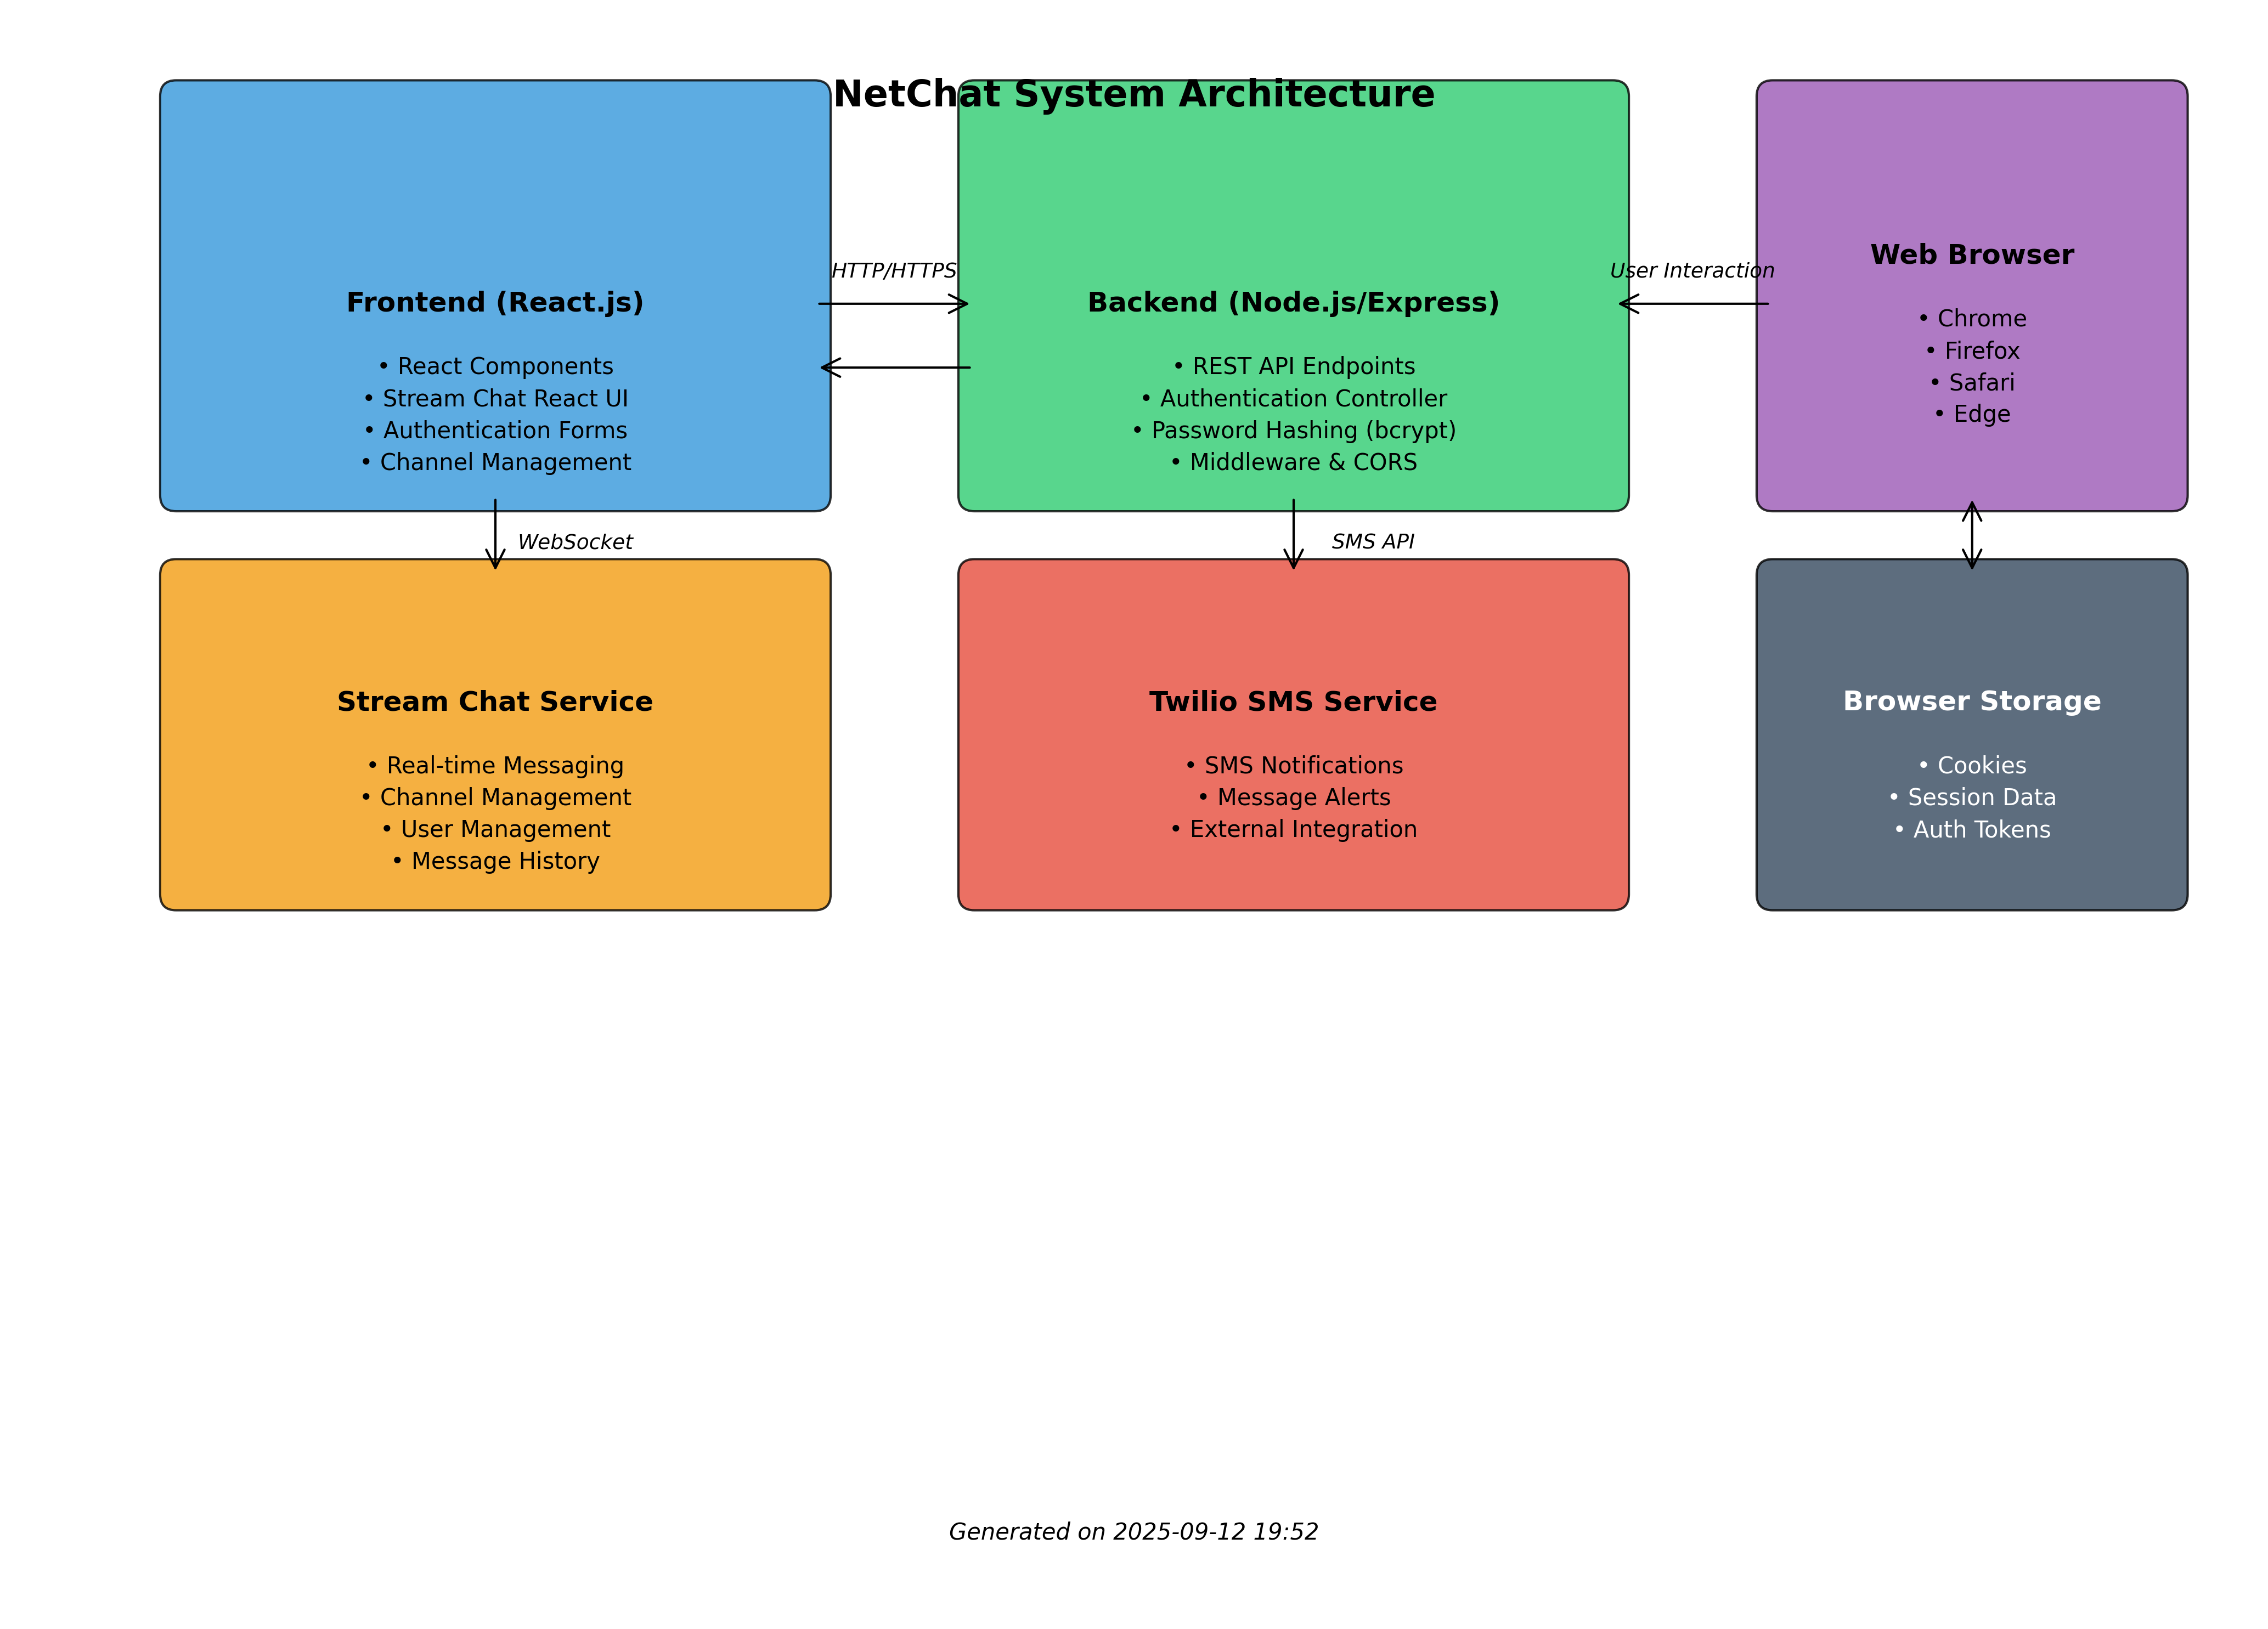 NetChat System Architecture
Frontend (React.js)
• React Components
• Stream Chat React UI
• Authentication Forms
• Channel Management
HTTP/HTTPS
Backend (Node.js/Express)
• REST API Endpoints
• Authentication Controller
• Password Hashing (bcrypt)
• Middleware & CORS
User Interaction
Web Browser
• Chrome
• Firefox
• Safari
• Edge
WebSocket
SMS API
Stream Chat Service
• Real-time Messaging
• Channel Management
• User Management
• Message History
Twilio SMS Service
• SMS Notifications
• Message Alerts
• External Integration
Browser Storage
• Cookies
• Session Data
• Auth Tokens
Generated on 2025-09-12 19:52